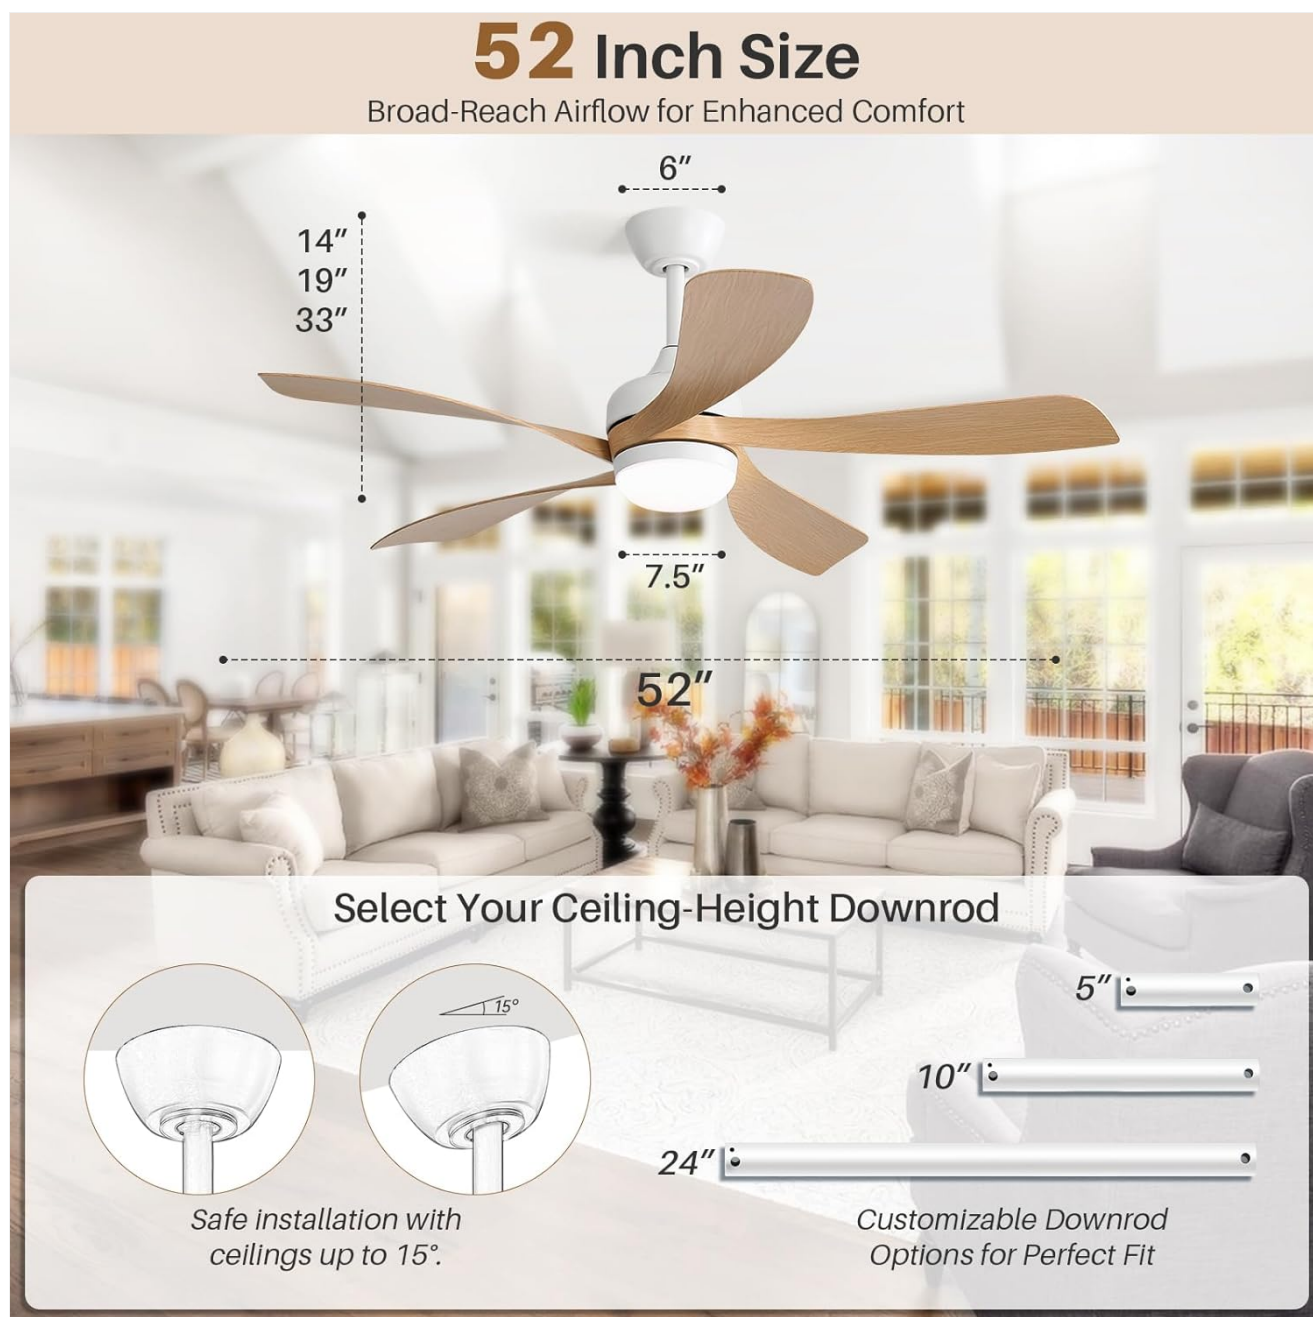 52 Inch Size
Broad-Reach Airflow for Enhanced Comfort
6″
14″
19″
33″
7.5″
52″
Select Your Ceiling-Height Downrod
15°
5″
10″
24″
Safe installation with
ceilings up to 15°.
Customizable Downrod
Options for Perfect Fit